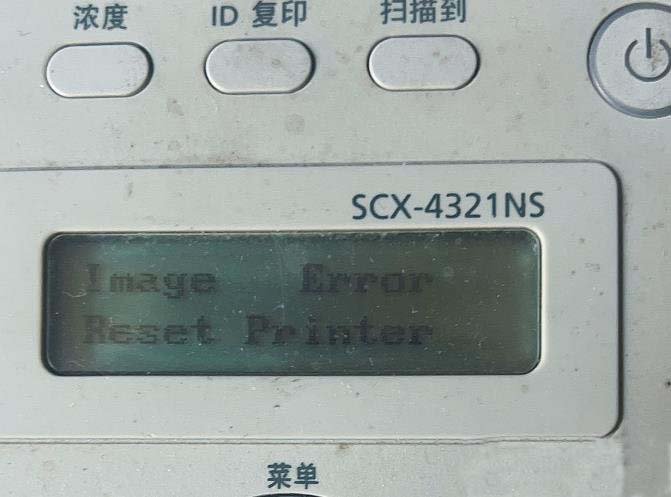 浓度 ID 复印 扫描到
SCX-4321NS
Image Error
Reset Printer
菜单